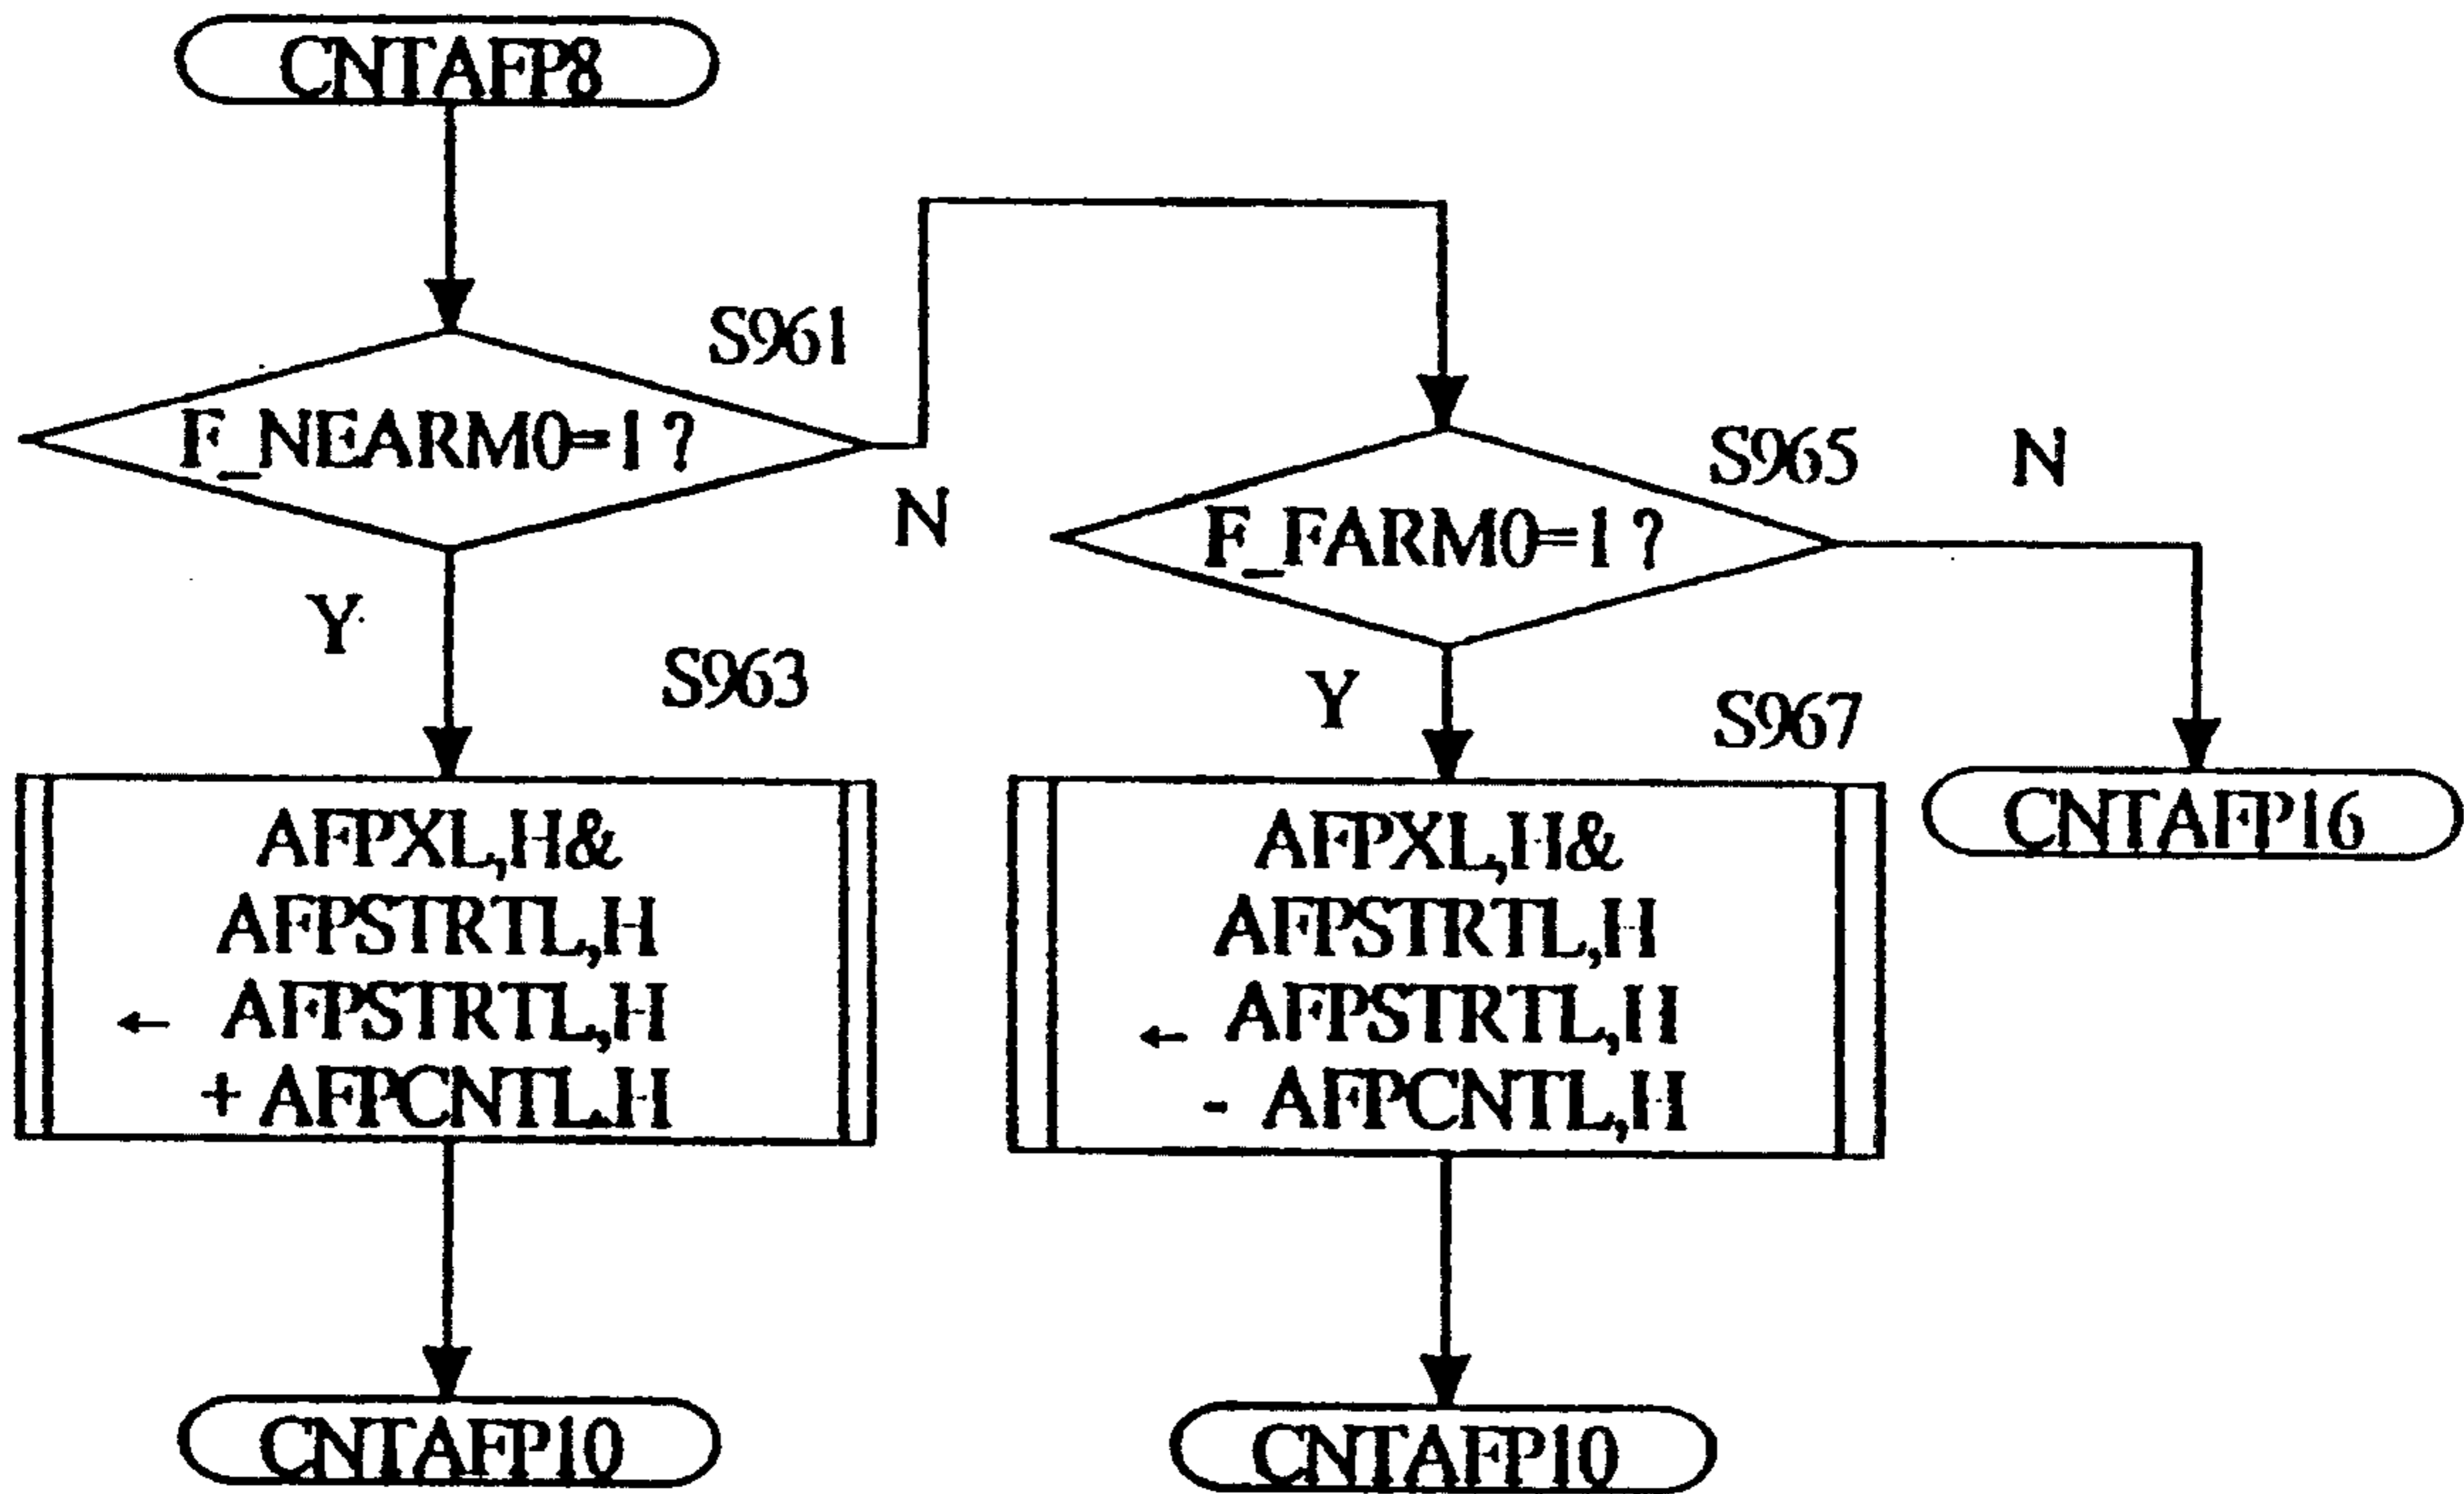 CNTAFP8
S961
F_NEARM0=1 ?
N
Y
S963
AFPXL,H&
AFPSTRTL,H
← AFPSTRTL,H
+ AFPCNTL,H
CNTAFP10
S965
N
F_FARM0=1 ?
Y
S967
AFPXL,H&
AFPSTRTL,H
← AFPSTRTL,H
- AFPCNTL,H
CNTAFP10
CNTAFP16